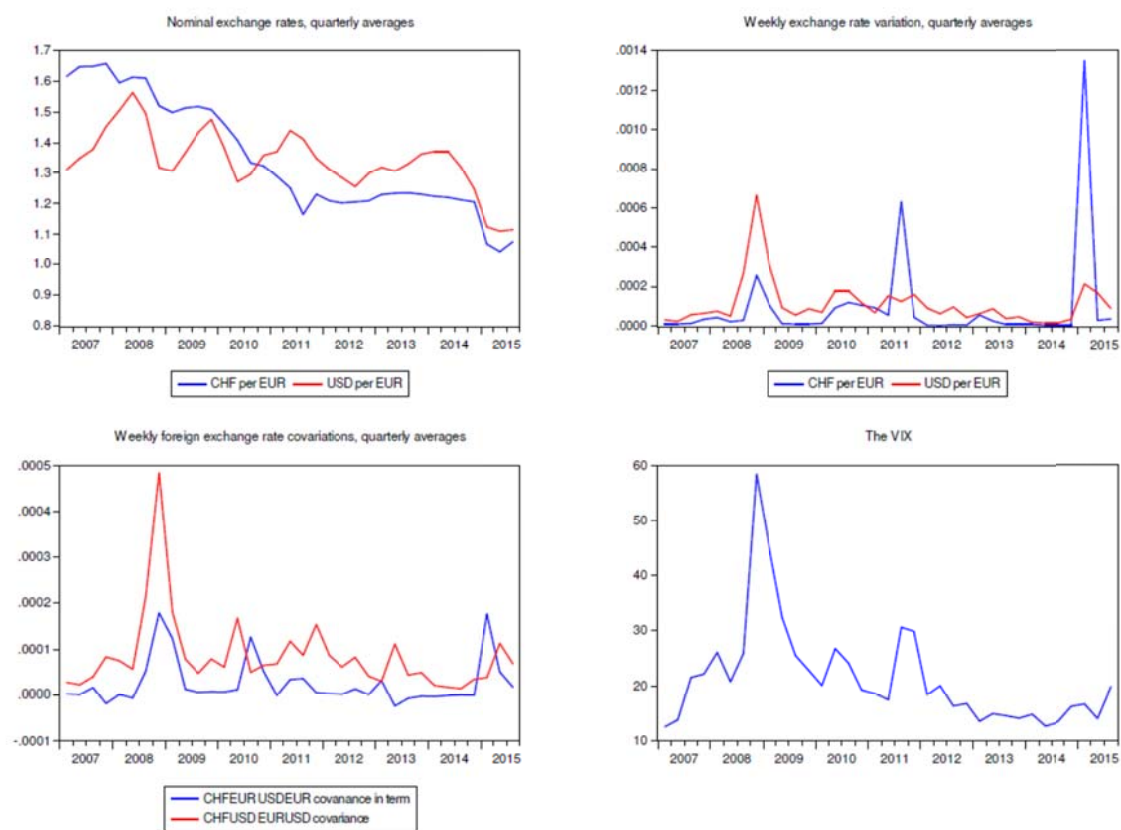 Nominal exchange rates, quarterly averages
1.7
1.6
1.5
1.4
1.3
1.2
1.1
1.0
0.9
0.8
2007 2008 2009 2010 2011 2012 2013 2014 2015
CHF per EUR USD per EUR
Weekly exchange rate variation, quarterly averages
.0014
.0012
.0010
.0008
.0006
.0004
.0002
.0000
2007 2008 2009 2010 2011 2012 2013 2014 2015
CHF per EUR USD per EUR
Weekly foreign exchange rate covariations, quarterly averages
.0005
.0004
.0003
.0002
.0001
.0000
-.0001
2007 2008 2009 2010 2011 2012 2013 2014 2015
CHFEUR USDEUR covanance in term
CHFUSD EURUSD covariance
The VIX
60
50
40
30
20
10
2007 2008 2009 2010 2011 2012 2013 2014 2015